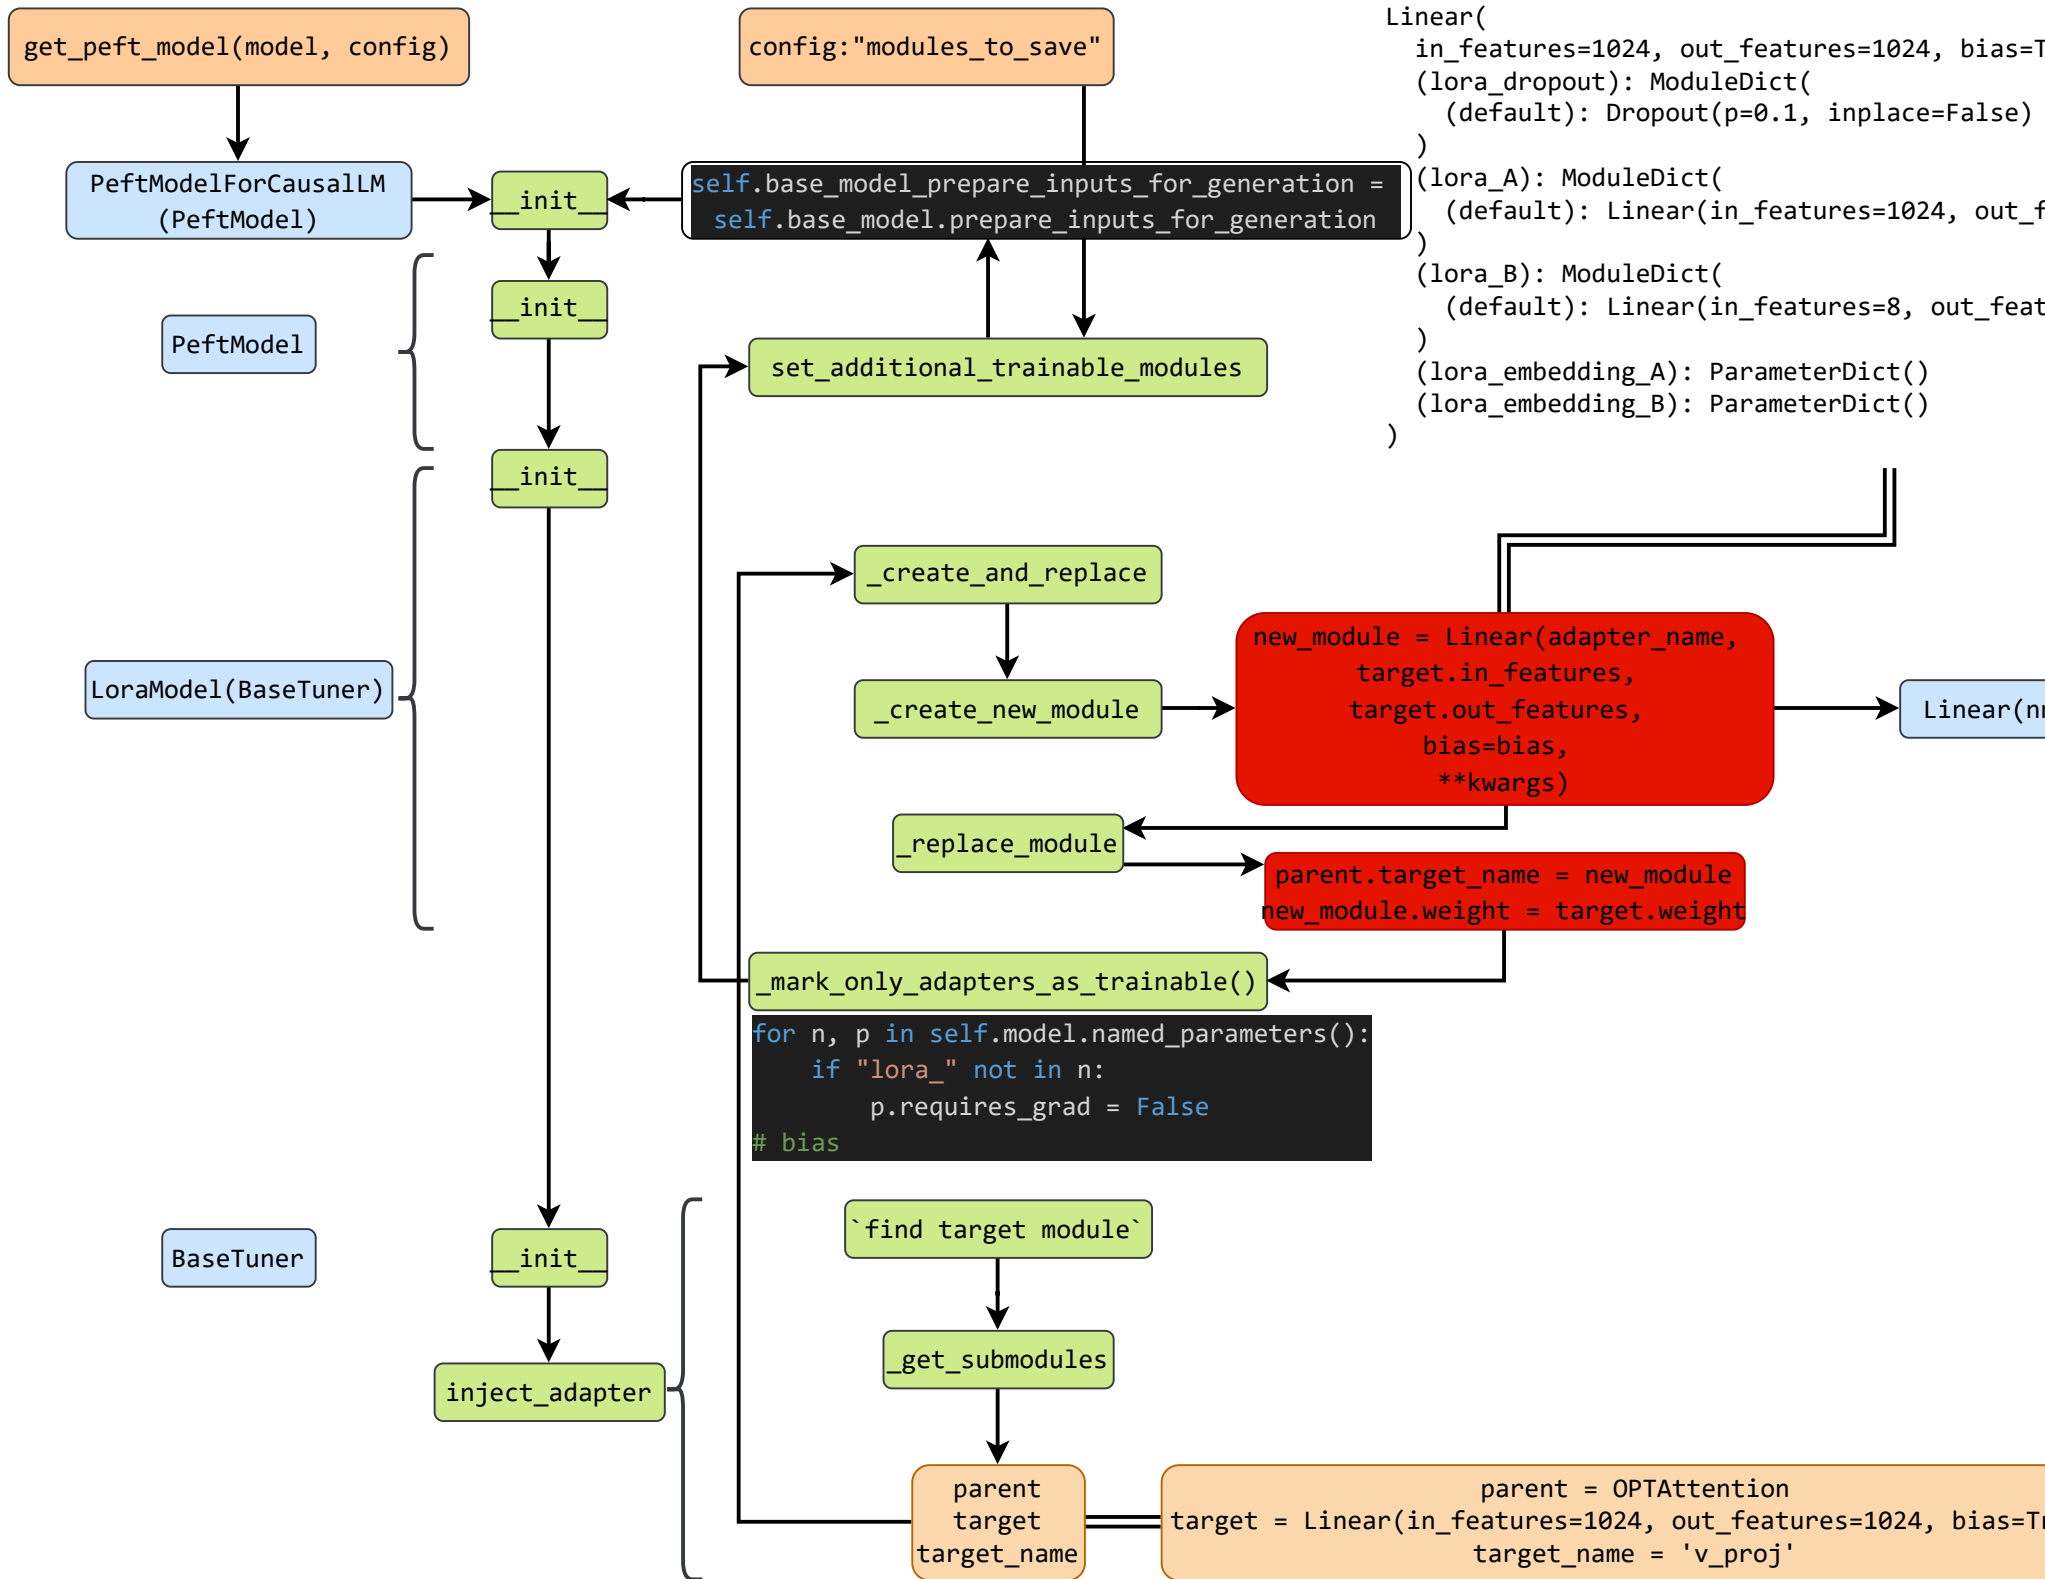 get_peft_model(model, config)
config:"modules_to_save"
Linear(
in_features=1024, out_features=1024, bias=T
(lora_dropout): ModuleDict(
(default): Dropout(p=0.1, inplace=False)
)
(lora_A): ModuleDict(
(default): Linear(in_features=1024, out_f
)
(lora_B): ModuleDict(
(default): Linear(in_features=8, out_feat
)
(lora_embedding_A): ParameterDict()
(lora_embedding_B): ParameterDict()
)
PeftModelForCausalLM
(PeftModel)
__init__
self.base_model_prepare_inputs_for_generation =
self.base_model.prepare_inputs_for_generation
__init__
PeftModel
set_additional_trainable_modules
__init__
_create_and_replace
LoraModel(BaseTuner)
_create_new_module
new_module = Linear(adapter_name,
target.in_features,
target.out_features,
bias=bias,
**kwargs)
Linear(nn
_replace_module
parent.target_name = new_module
new_module.weight = target.weight
_mark_only_adapters_as_trainable()
for n, p in self.model.named_parameters():
if "lora_" not in n:
p.requires_grad = False
# bias
`find target module`
BaseTuner
__init__
_get_submodules
inject_adapter
parent
target
target_name
parent = OPTAttention
target = Linear(in_features=1024, out_features=1024, bias=Tr
target_name = 'v_proj'